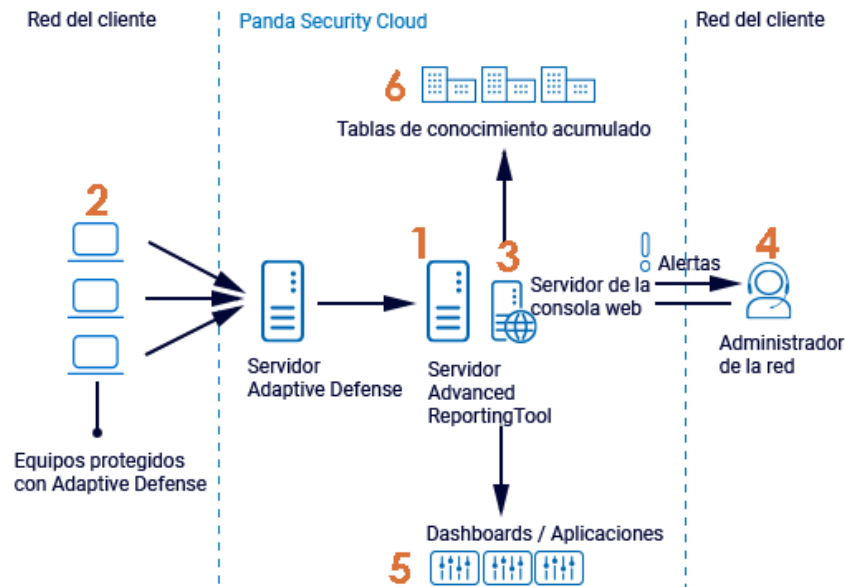 Red del cliente
Panda Security Cloud
Red del cliente
6
Tablas de conocimiento acumulado
2
1
3
4
Alertas
Servidor de la
consola web
Servidor
Adaptive Defense
Servidor
Advanced
ReportingTool
Administrador
de la red
Equipos protegidos
con Adaptive Defense
Dashboards / Aplicaciones
5